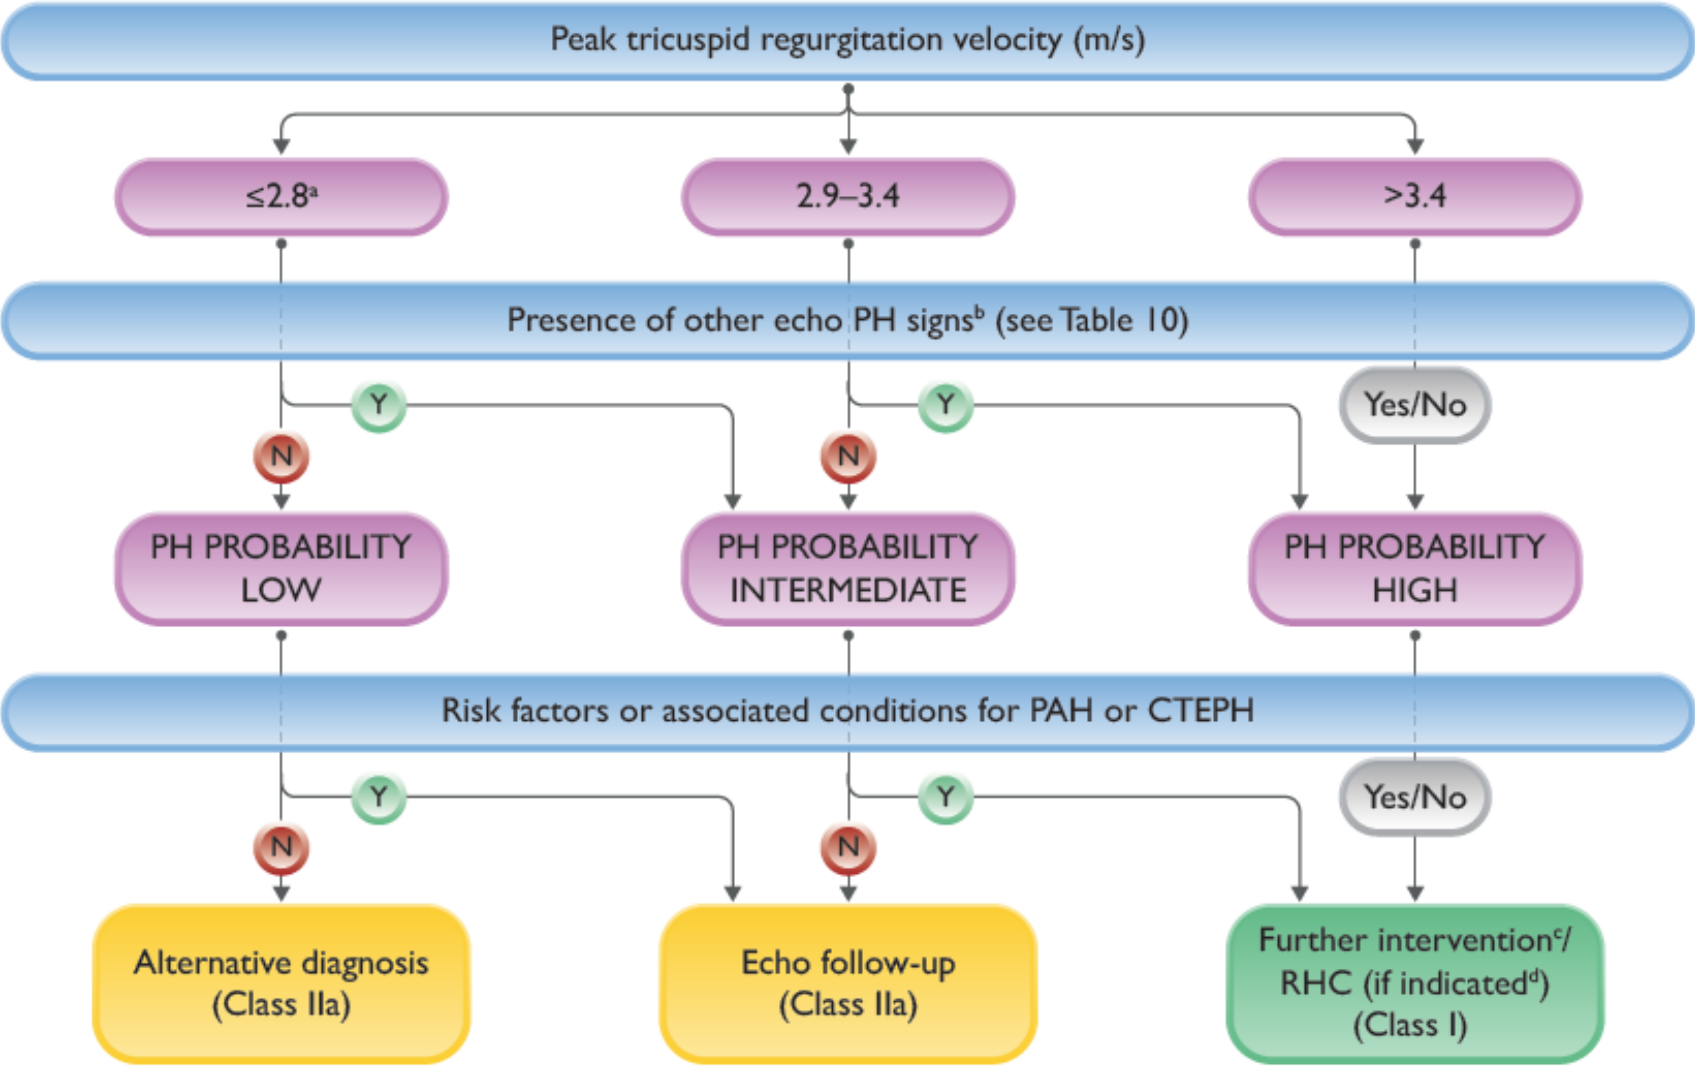 Peak tricuspid regurgitation velocity (m/s)
≤2.8ᵃ
2.9–3.4
>3.4
Presence of other echo PH signsᵇ (see Table 10)
Y
Y
Yes/No
N
N
PH PROBABILITY
LOW
PH PROBABILITY
INTERMEDIATE
PH PROBABILITY
HIGH
Risk factors or associated conditions for PAH or CTEPH
Y
Y
Yes/No
N
N
Alternative diagnosis
(Class IIa)
Echo follow-up
(Class IIa)
Further interventionᶜ/
RHC (if indicatedᵈ)
(Class I)